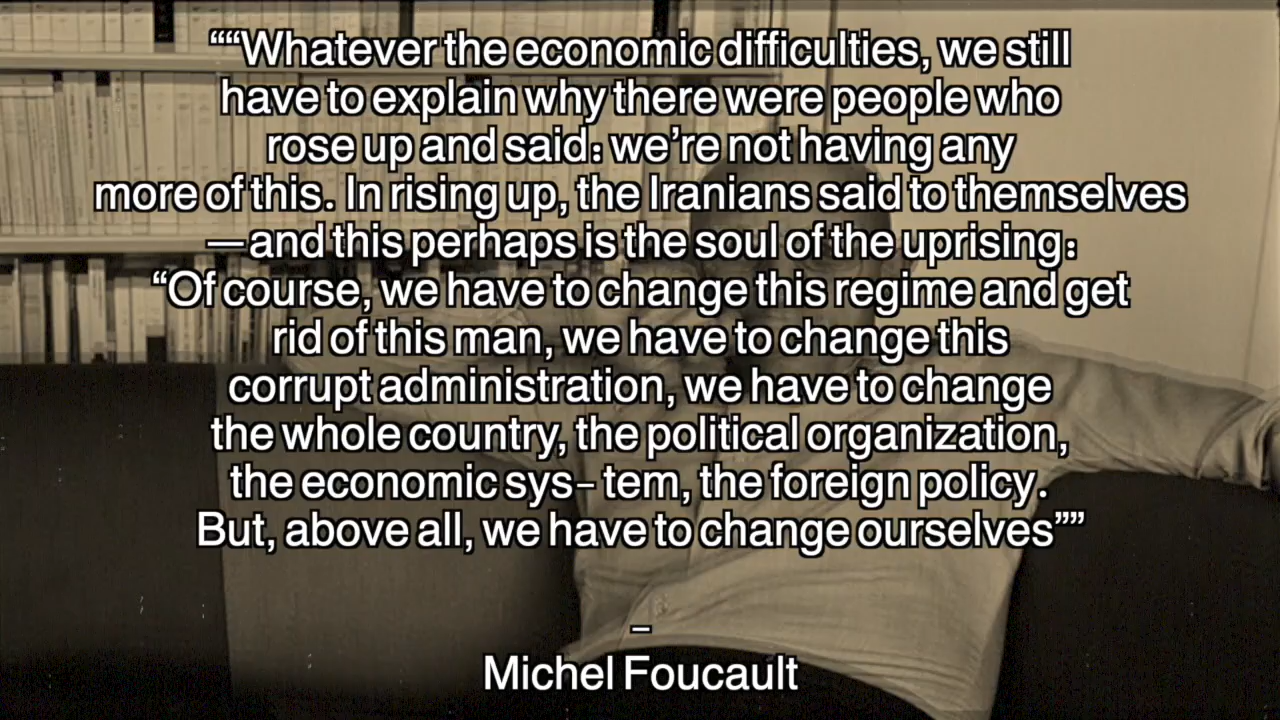 ““Whatever the economic difficulties, we still
have to explain why there were people who
rose up and said: we’re not having any
more of this. In rising up, the Iranians said to themselves
—and this perhaps is the soul of the uprising:
“Of course, we have to change this regime and get
rid of this man, we have to change this
corrupt administration, we have to change
the whole country, the political organization,
the economic sys- tem, the foreign policy.
But, above all, we have to change ourselves””
–
Michel Foucault